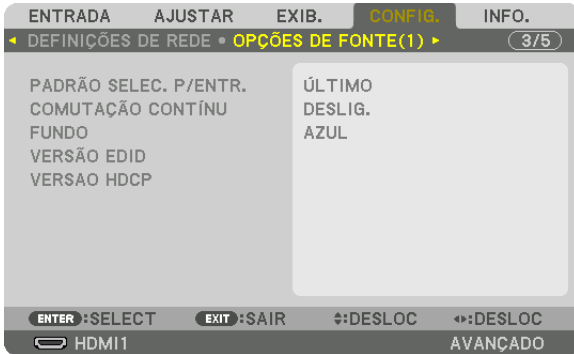 ENTRADA AJUSTAR EXIB. CONFIG. INFO.
DEFINIÇÕES DE REDE • OPÇÕES DE FONTE(1) 3/5
PADRÃO SELEC. P/ENTR. ÚLTIMO
COMUTAÇÃO CONTÍNU DESLIG.
FUNDO AZUL
VERSÃO EDID
VERSAO HDCP
ENTER :SELECT EXIT :SAIR :DESLOC :DESLOC
HDMI1 AVANÇADO